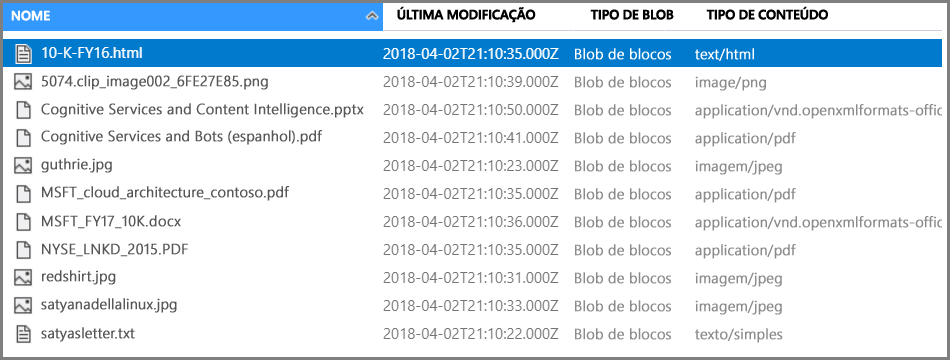 NOME ÚLTIMA MODIFICAÇÃO TIPO DE BLOB TIPO DE CONTEÚDO
10-K-FY16.html 2018-04-02T21:10:35.000Z Blob de blocos text/html
5074.clip_image002_6FE27E85.png 2018-04-02T21:10:39.000Z Blob de blocos image/png
Cognitive Services and Content Intelligence.pptx 2018-04-02T21:10:50.000Z Blob de blocos application/vnd.openxmlformats-offic
Cognitive Services and Bots (espanhol).pdf 2018-04-02T21:10:41.000Z Blob de blocos application/pdf
guthrie.jpg 2018-04-02T21:10:23.000Z Blob de blocos imagem/jpeg
MSFT_cloud_architecture_contoso.pdf 2018-04-02T21:10:35.000Z Blob de blocos application/pdf
MSFT_FY17_10K.docx 2018-04-02T21:10:36.000Z Blob de blocos application/vnd.openxmlformats-offic
NYSE_LNKD_2015.PDF 2018-04-02T21:10:35.000Z Blob de blocos application/pdf
redshirt.jpg 2018-04-02T21:10:31.000Z Blob de blocos imagem/jpeg
satyanadellalinux.jpg 2018-04-02T21:10:33.000Z Blob de blocos imagem/jpeg
satyasletter.txt 2018-04-02T21:10:22.000Z Blob de blocos texto/simples